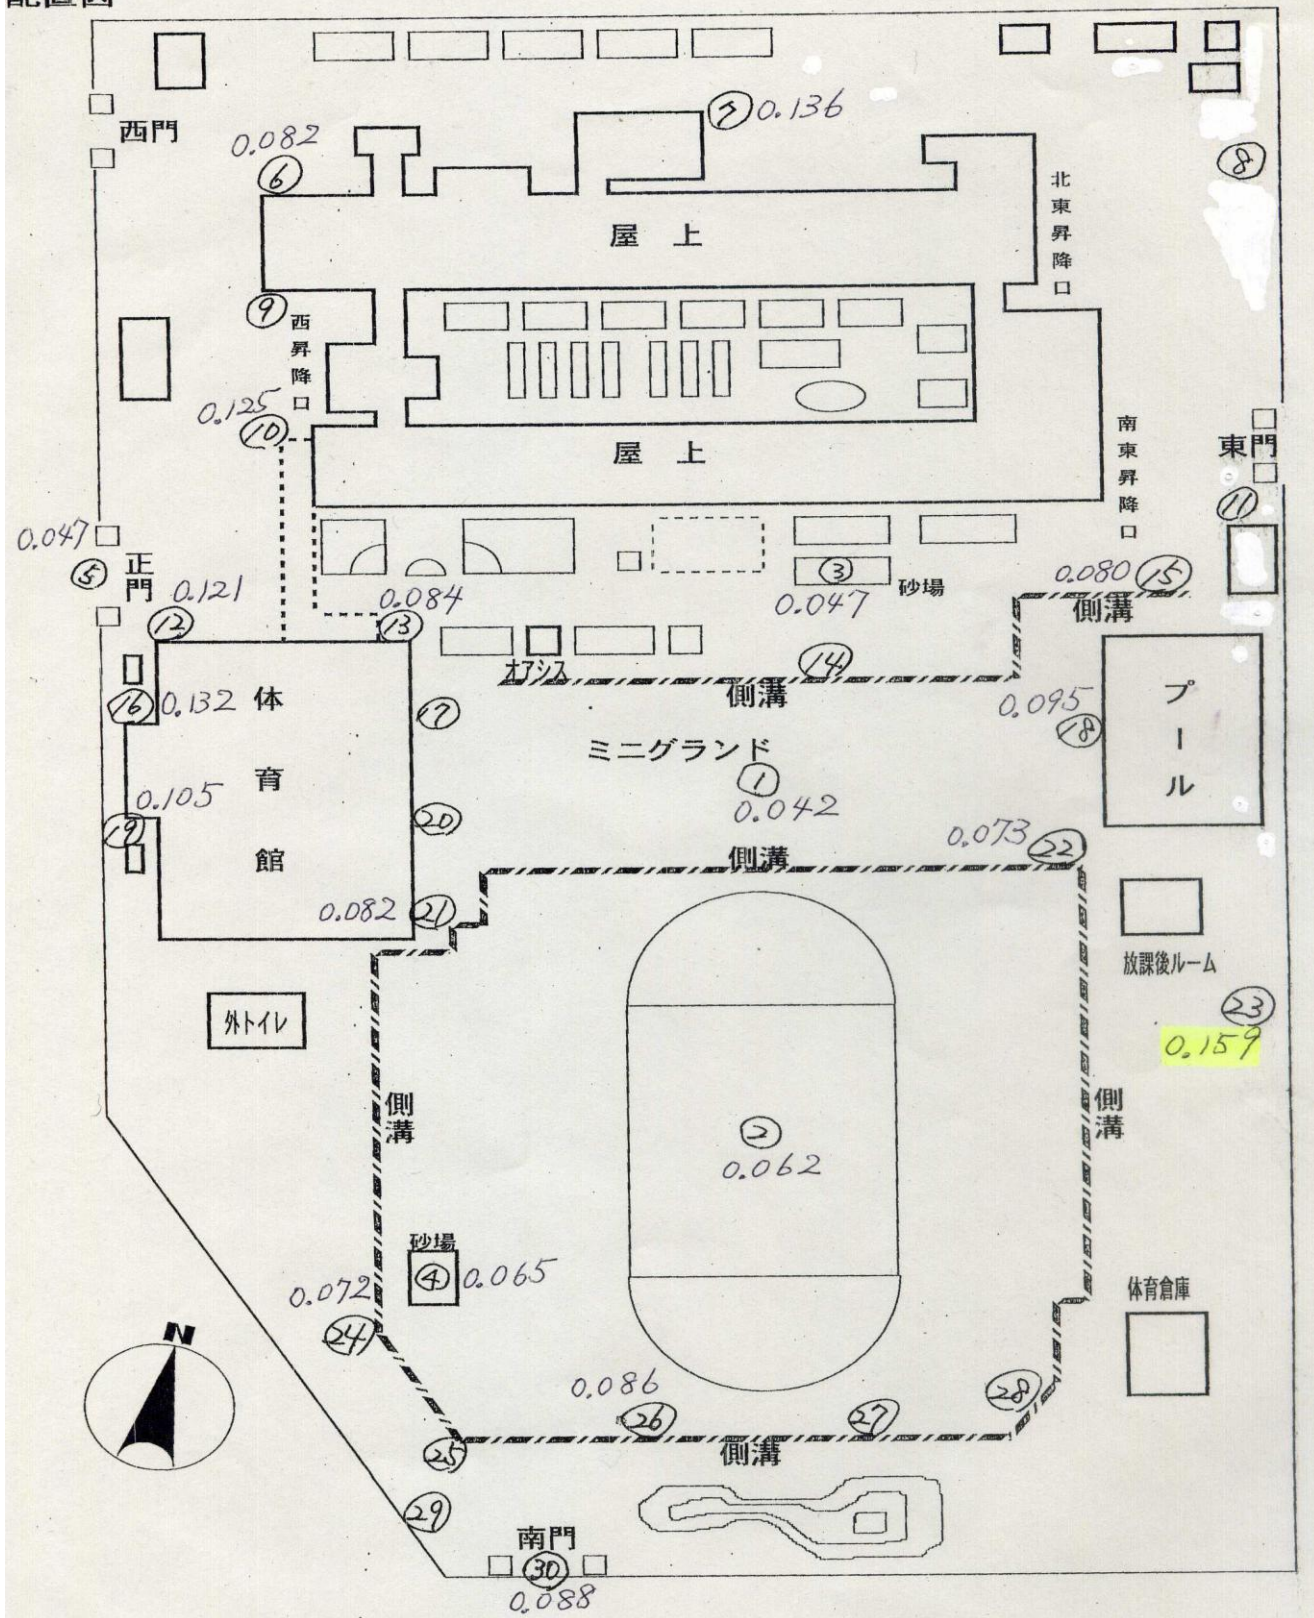 配置図
西門
0.082
⑥
⑦ 0.136
⑧
北東昇降口
屋上
⑨
西昇降口
0.125
⑩
屋上
南東昇降口
東門
⑪
0.047
⑤
正門
0.121
⑫
0.084
⑬
③
砂場
0.047
0.080 ⑮
側溝
オアシス
⑭
側溝
⑯ 0.132
体育館
⑰
0.095
⑱
プール
ミニグランド
①
0.042
0.105
⑲
⑳
側溝
0.073 ㉒
0.082 ㉑
放課後ルーム
㉓
0.159
外トイレ
側溝
側溝
②
0.062
砂場
④ 0.065
0.072
㉔
体育倉庫
N
0.086
㉖
㉗
㉘
㉕
側溝
㉙
南門
㉚
0.088